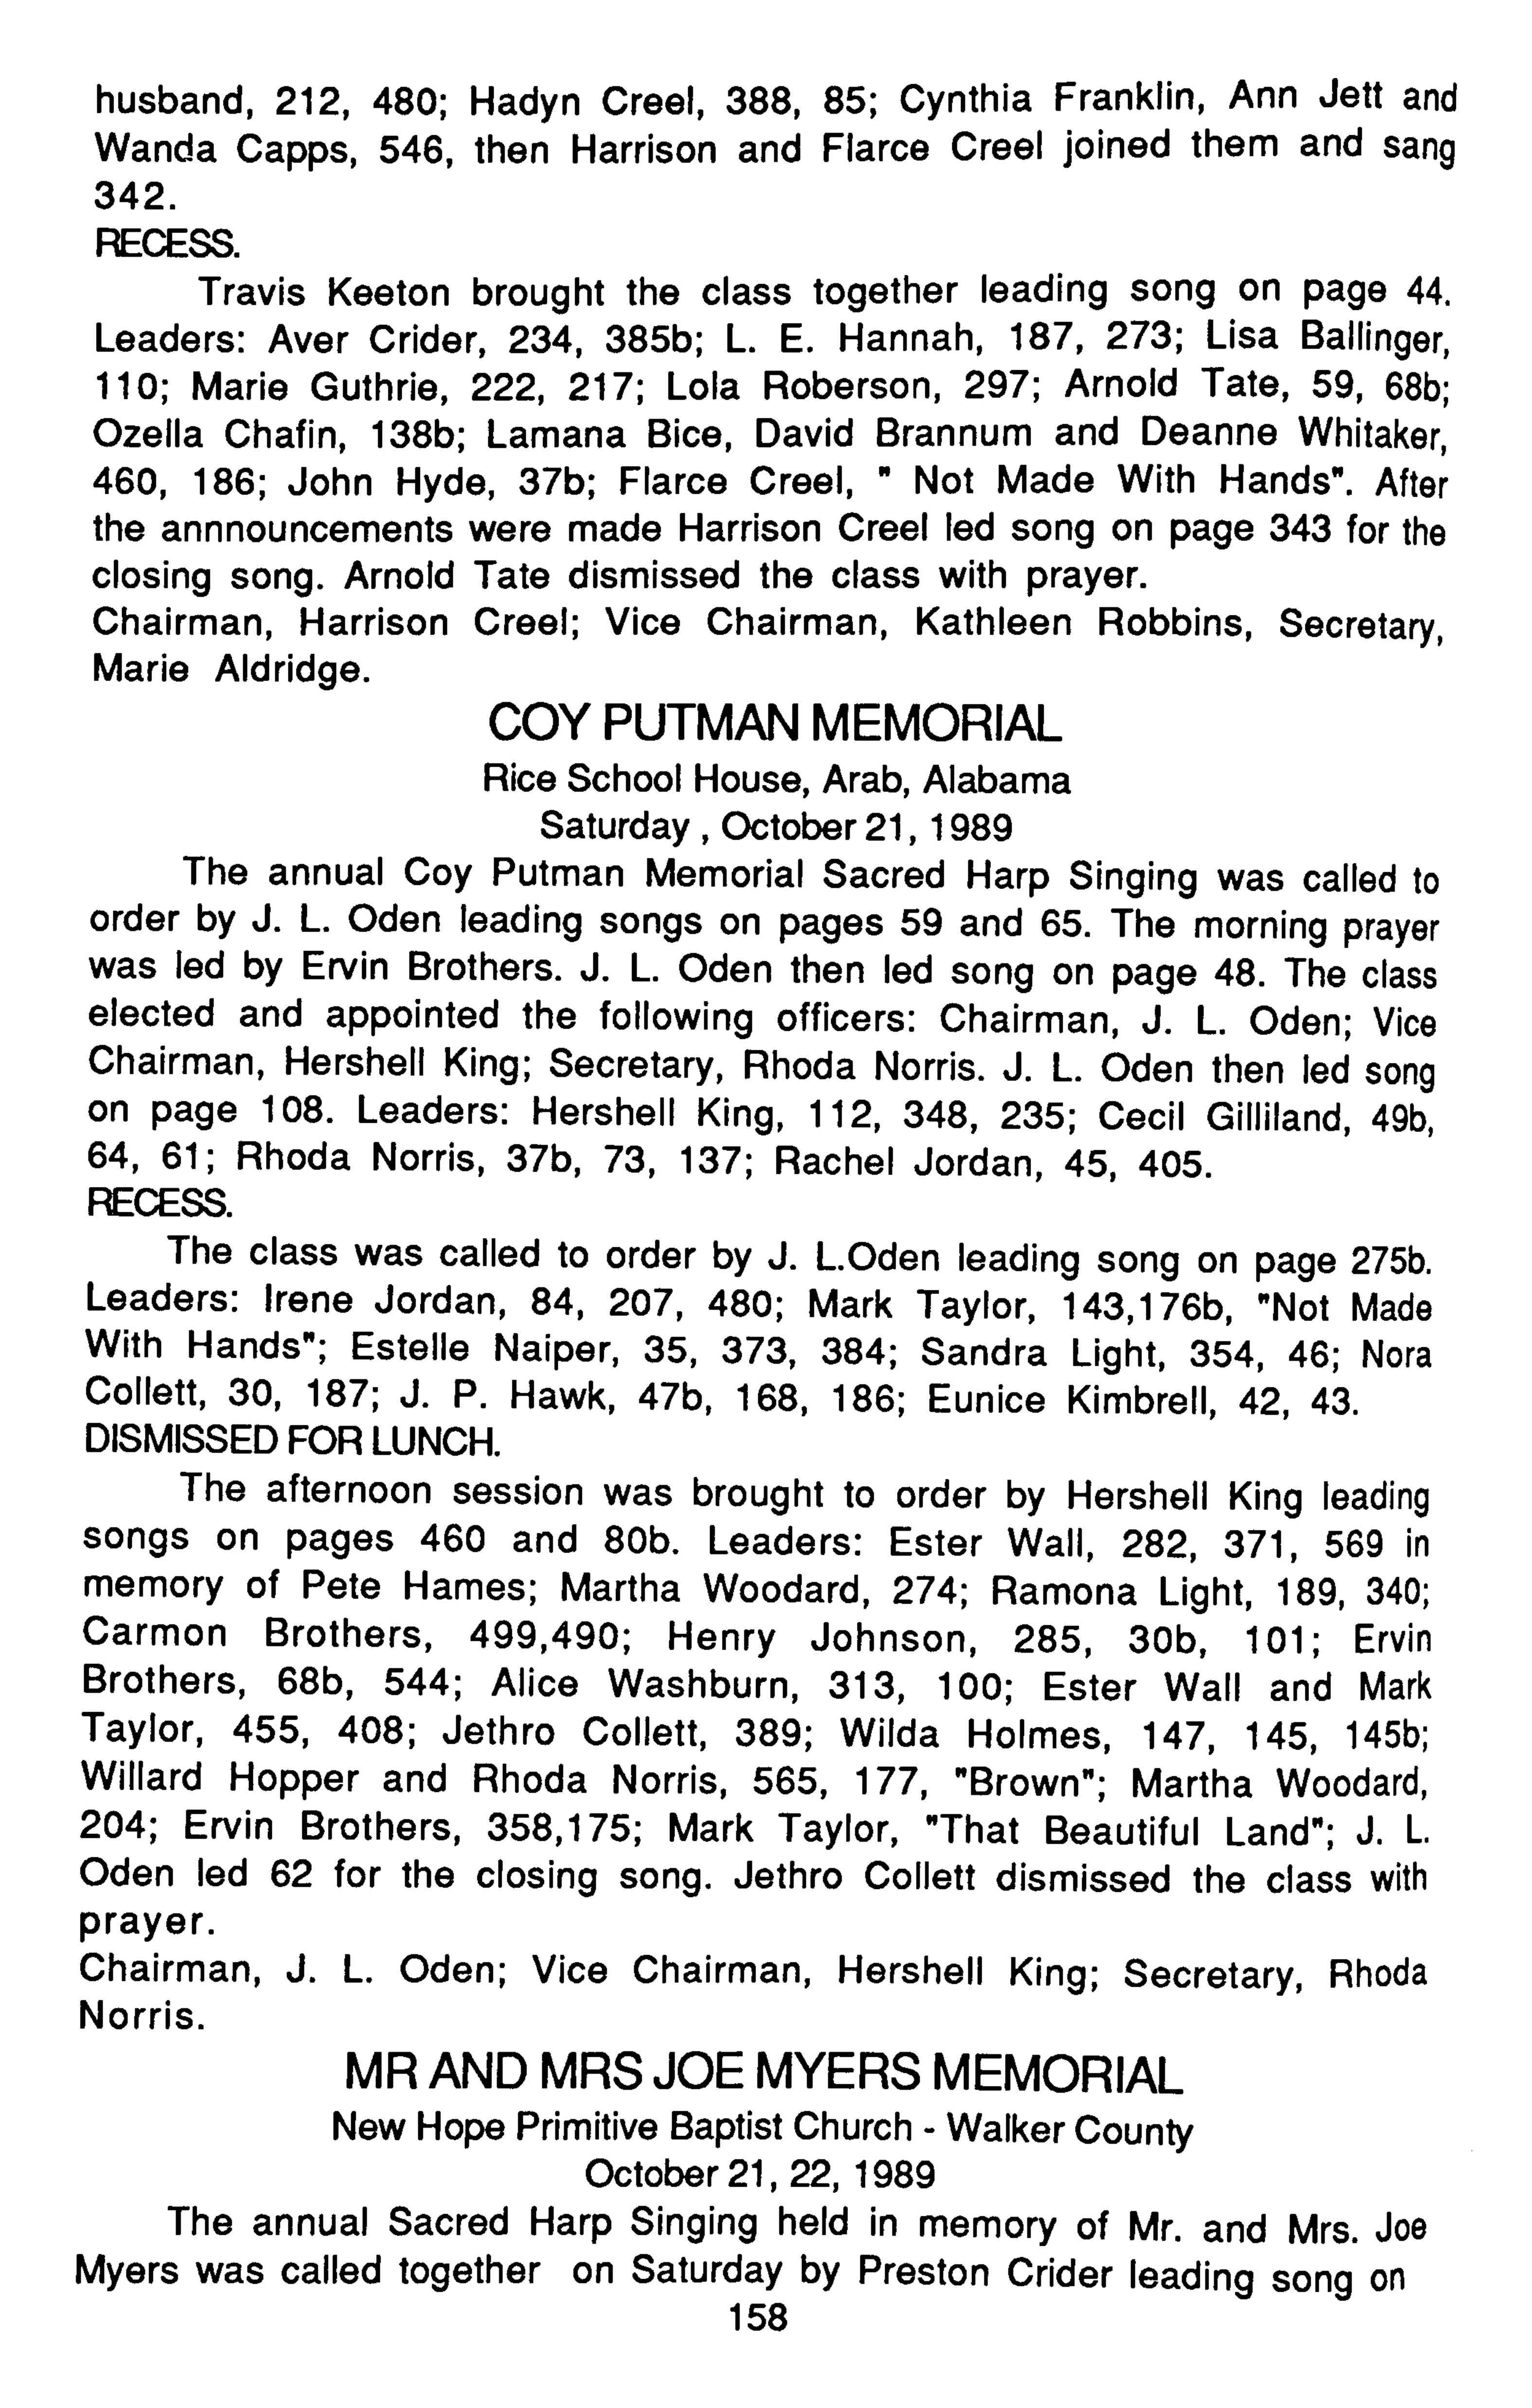 husband, 212, 480; Hadyn Creel, 388, 85; Cynthia Franklin, Ann Jett and
Wanda Capps, 546, then Harrison and Flarce Creel joined them and sang
342.
RECESS.
Travis Keeton brought the class together leading song on page 44.
Leaders: Aver Crider, 234, 385b; L. E. Hannah, 187, 273; Lisa Ballinger,
110; Marie Guthrie, 222, 217; Lola Roberson, 297; Arnold Tate, 59, 68b;
Ozella Chafin, 138b; Lamana Bice, David Brannum and Deanne Whitaker,
460, 186; John Hyde, 37b; Flarce Creel, " Not Made With Hands". After
the annnouncements were made Harrison Creel led song on page 343 for the
closing song. Arnold Tate dismissed the class with prayer.
Chairman, Harrison Creel; Vice Chairman, Kathleen Robbins, Secretary,
Marie Aldridge.
COY PUTMAN MEMORIAL
Rice School House, Arab, Alabama
Saturday , October 21, 1989
The annual Coy Putman Memorial Sacred Harp Singing was called to
order by J. L. Oden leading songs on pages 59 and 65. The morning prayer
was led by Ervin Brothers. J. L. Oden then led song on page 48. The class
elected and appointed the following officers: Chairman, J. L. Oden; Vice
Chairman, Hershell King; Secretary, Rhoda Norris. J. L. Oden then led song
on page 108. Leaders: Hershell King, 112, 348, 235; Cecil Gilliland, 49b,
64, 61; Rhoda Norris, 37b, 73, 137; Rachel Jordan, 45, 405.
RECESS.
The class was called to order by J. L.Oden leading song on page 275b.
Leaders: Irene Jordan, 84, 207, 480; Mark Taylor, 143,176b, "Not Made
With Hands"; Estelle Naiper, 35, 373, 384; Sandra Light, 354, 46; Nora
Collett, 30, 187; J. P. Hawk, 47b, 168, 186; Eunice Kimbrell, 42, 43.
DISMISSED FOR LUNCH.
The afternoon session was brought to order by Hershell King leading
songs on pages 460 and 80b. Leaders: Ester Wall, 282, 371, 569 in
memory of Pete Hames; Martha Woodard, 274; Ramona Light, 189, 340;
Carmon Brothers, 499,490; Henry Johnson, 285, 30b, 101; Ervin
Brothers, 68b, 544; Alice Washburn, 313, 100; Ester Wall and Mark
Taylor, 455, 408; Jethro Collett, 389; Wilda Holmes, 147, 145, 145b;
Willard Hopper and Rhoda Norris, 565, 177, "Brown"; Martha Woodard,
204; Ervin Brothers, 358,175; Mark Taylor, "That Beautiful Land"; J. L.
Oden led 62 for the closing song. Jethro Collett dismissed the class with
prayer.
Chairman, J. L. Oden; Vice Chairman, Hershell King; Secretary, Rhoda
Norris.
MR AND MRS JOE MYERS MEMORIAL
New Hope Primitive Baptist Church - Walker County
October 21, 22, 1989
The annual Sacred Harp Singing held in memory of Mr. and Mrs. Joe
Myers was called together on Saturday by Preston Crider leading song on
158